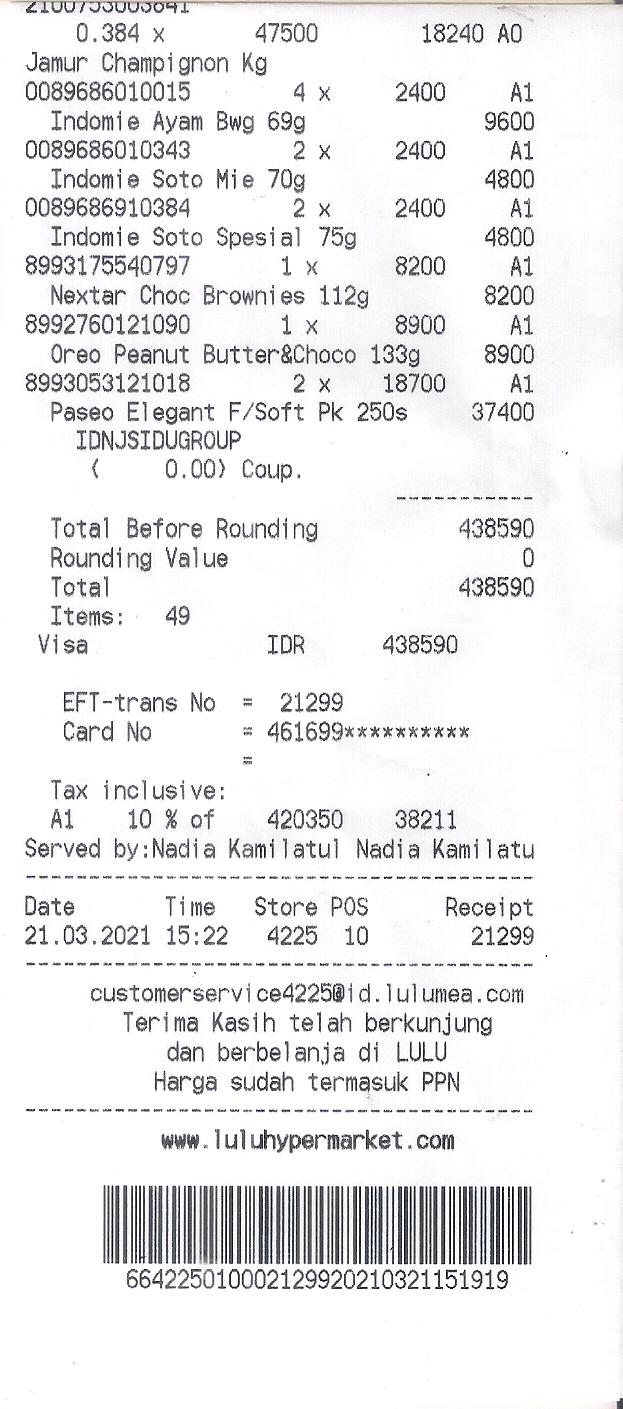 2100753003841
0.384 x 47500 18240 A0
Jamur Champignon Kg
0089686010015 4 x 2400 A1
Indomie Ayam Bwg 69g 9600
0089686010343 2 x 2400 A1
Indomie Soto Mie 70g 4800
0089686910384 2 x 2400 A1
Indomie Soto Spesial 75g 4800
8993175540797 1 x 8200 A1
Nextar Choc Brownies 112g 8200
8992760121090 1 x 8900 A1
Oreo Peanut Butter&Choco 133g 8900
8993053121018 2 x 18700 A1
Paseo Elegant F/Soft Pk 250s 37400
IDNJSIDUGROUP
( 0.00) Coup.
--------------
Total Before Rounding 438590
Rounding Value 0
Total 438590
Items: 49
Visa IDR 438590
EFT-trans No = 21299
Card No = 461699**********
=
Tax inclusive:
A1 10 % of 420350 38211
Served by:Nadia Kamilatul Nadia Kamilatu
----------------------------------------
Date Time Store POS Receipt
21.03.2021 15:22 4225 10 21299
----------------------------------------
customerservice4225@id.lulumea.com
Terima Kasih telah berkunjung
dan berbelanja di LULU
Harga sudah termasuk PPN
----------------------------------------
www.luluhypermarket.com
66422501000212992021032​1151919